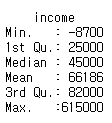 income
Min.   : -8700
1st Qu.: 25000
Median : 45000
Mean   : 66186
3rd Qu.: 82000
Max.   :615000